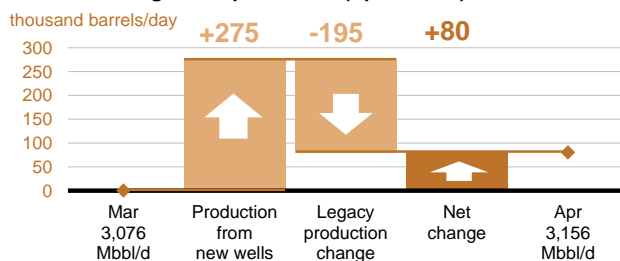 thousand barrels/day
+275 -195 +80
300
250
200
150
100
50
0
Mar
3,076
Mbbl/d
Production
from
new wells
Legacy
production
change
Net
change
Apr
3,156
Mbbl/d